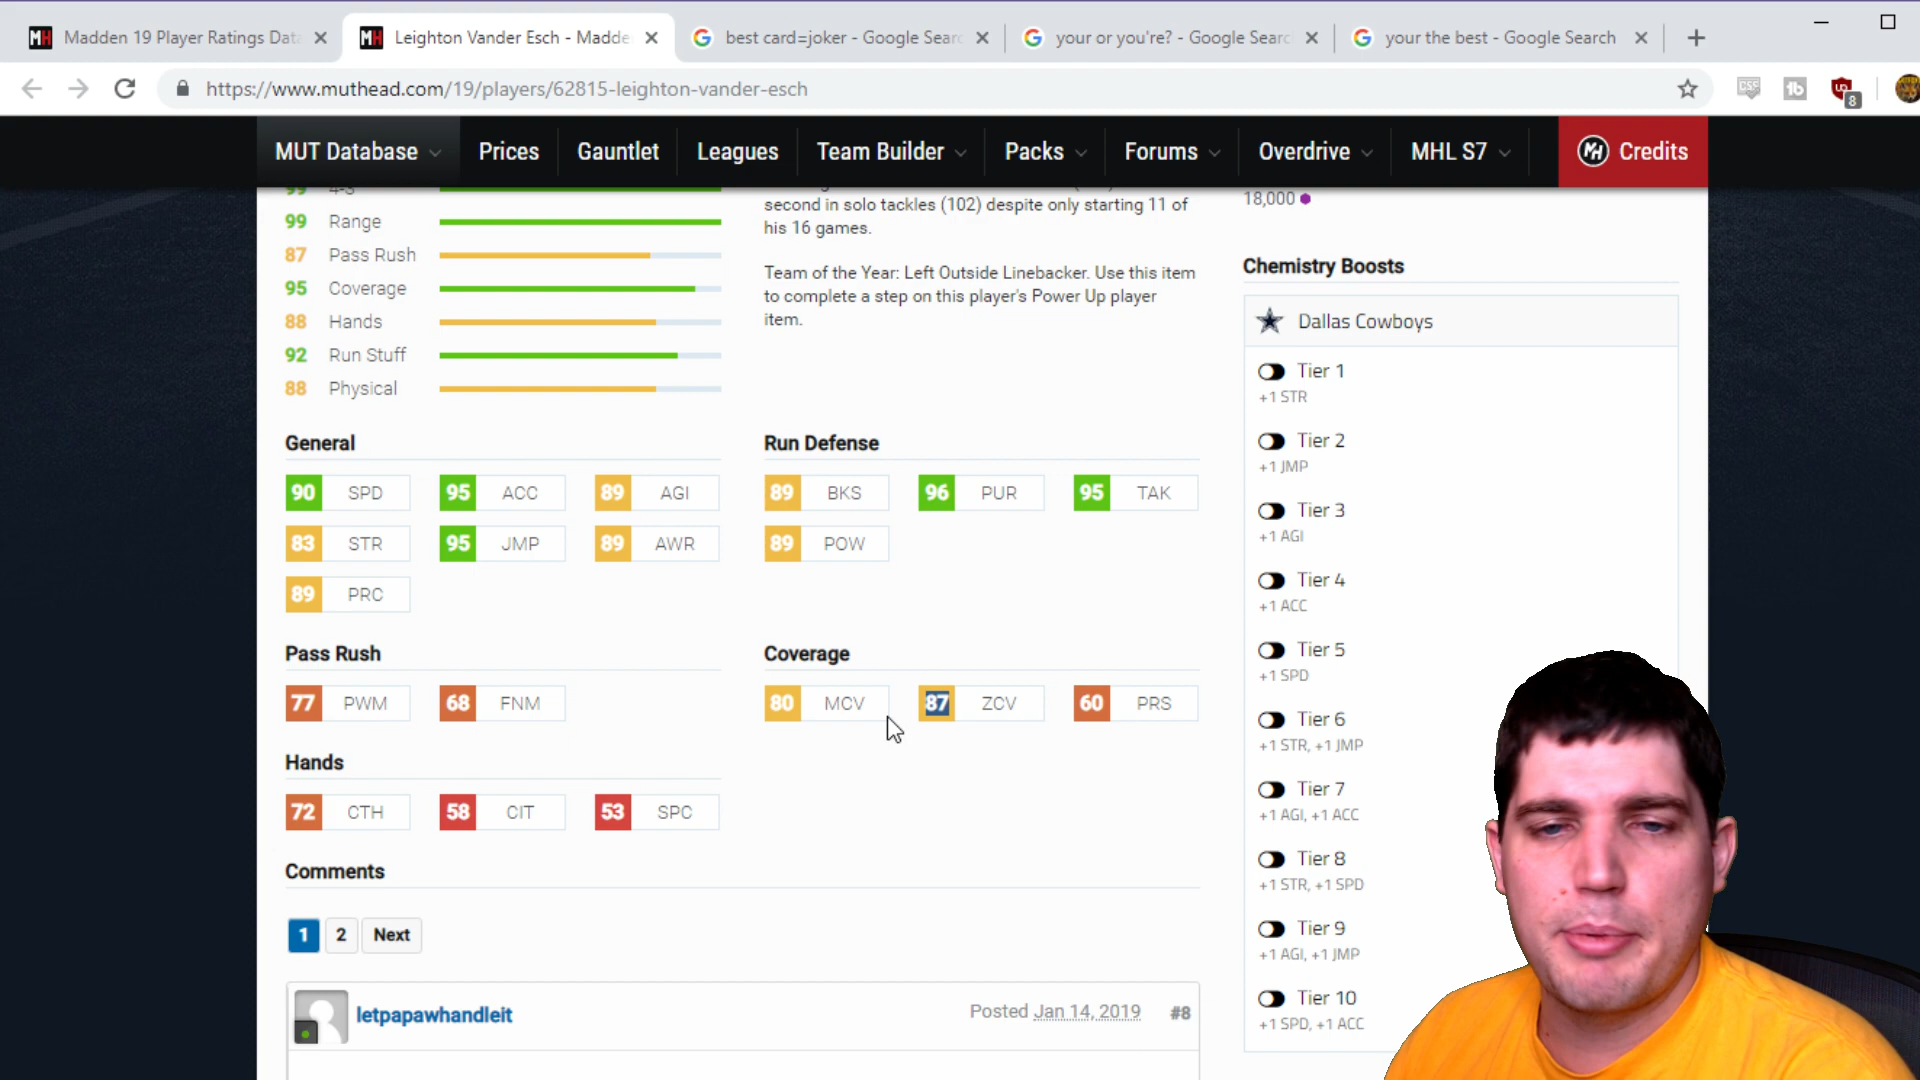 Madden 19 Player Ratings Data
Leighton Vander Esch - Madde
best card=joker - Google Searc
your or you're? - Google Searc
your the best - Google Search
https://www.muthead.com/19/players/62815-leighton-vander-esch
CSC
tb
8
MUT Database
Prices
Gauntlet
Leagues
Team Builder
Packs
Forums
Overdrive
MHL S7
Credits
99 4-3
99 Range
87 Pass Rush
95 Coverage
88 Hands
92 Run Stuff
88 Physical
second in solo tackles (102) despite only starting 11 of
his 16 games.
Team of the Year: Left Outside Linebacker. Use this item
to complete a step on this player's Power Up player
item.
General
90 SPD 95 ACC 89 AGI
83 STR 95 JMP 89 AWR
89 PRC
Run Defense
89 BKS 96 PUR 95 TAK
89 POW
Pass Rush
77 PWM 68 FNM
Coverage
80 MCV 87 ZCV 60 PRS
Hands
72 CTH 58 CIT 53 SPC
Comments
1 2 Next
letpapawhandleit
Posted Jan 14, 2019 #8
18,000
Chemistry Boosts
Dallas Cowboys
Tier 1
+1 STR
Tier 2
+1 JMP
Tier 3
+1 AGI
Tier 4
+1 ACC
Tier 5
+1 SPD
Tier 6
+1 STR, +1 JMP
Tier 7
+1 AGI, +1 ACC
Tier 8
+1 STR, +1 SPD
Tier 9
+1 AGI, +1 JMP
Tier 10
+1 SPD, +1 ACC